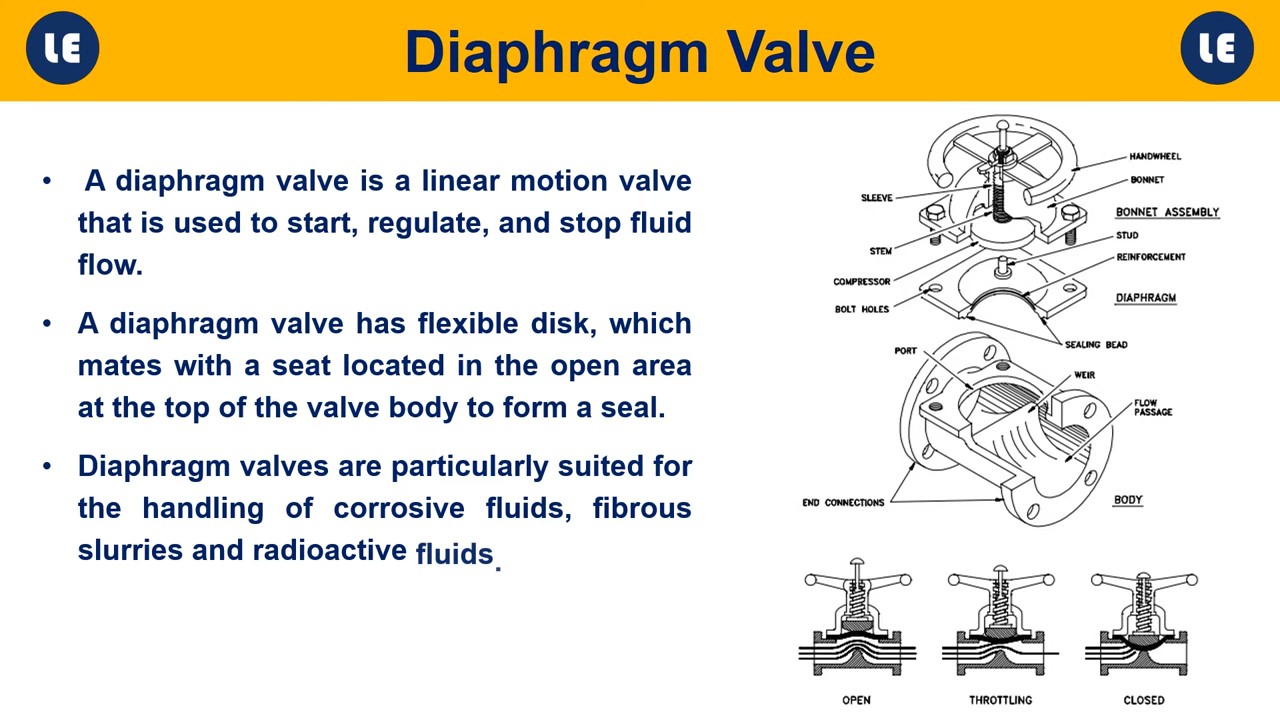 LE
Diaphragm Valve
LE
• A diaphragm valve is a linear motion valve
that is used to start, regulate, and stop fluid
flow.
• A diaphragm valve has flexible disk, which
mates with a seat located in the open area
at the top of the valve body to form a seal.
• Diaphragm valves are particularly suited for
the handling of corrosive fluids, fibrous
slurries and radioactive fluids.
HANDWHEEL
BONNET
SLEEVE
BONNET ASSEMBLY
STUD
STEM
REINFORCEMENT
COMPRESSOR
DIAPHRAGM
BOLT HOLES
SEALING BEAD
PORT
WEIR
FLOW
PASSAGE
END CONNECTIONS
BODY
OPEN
THROTTLING
CLOSED